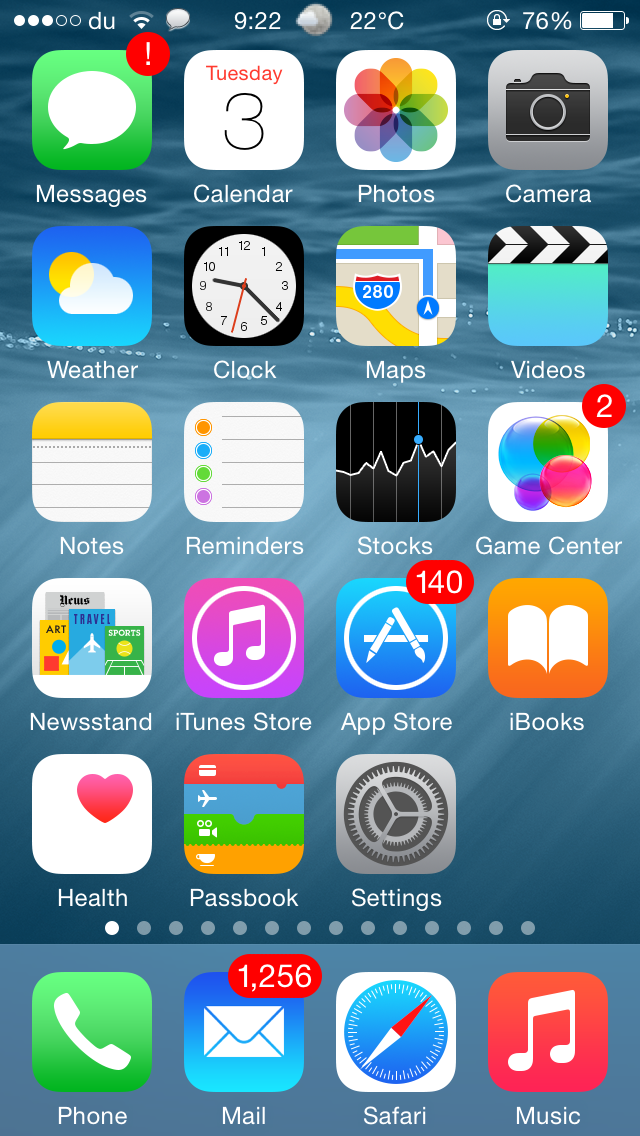 du 9:22 22°C 76%
!
Tuesday
3
Messages Calendar Photos Camera
12
11 1
10 2
9 3
8 4
7 5
6
280
Weather Clock Maps Videos
2
Notes Reminders Stocks Game Center
140
News
ART TRAVEL SPORTS
Newsstand iTunes Store App Store iBooks
Health Passbook Settings
1,256
Phone Mail Safari Music